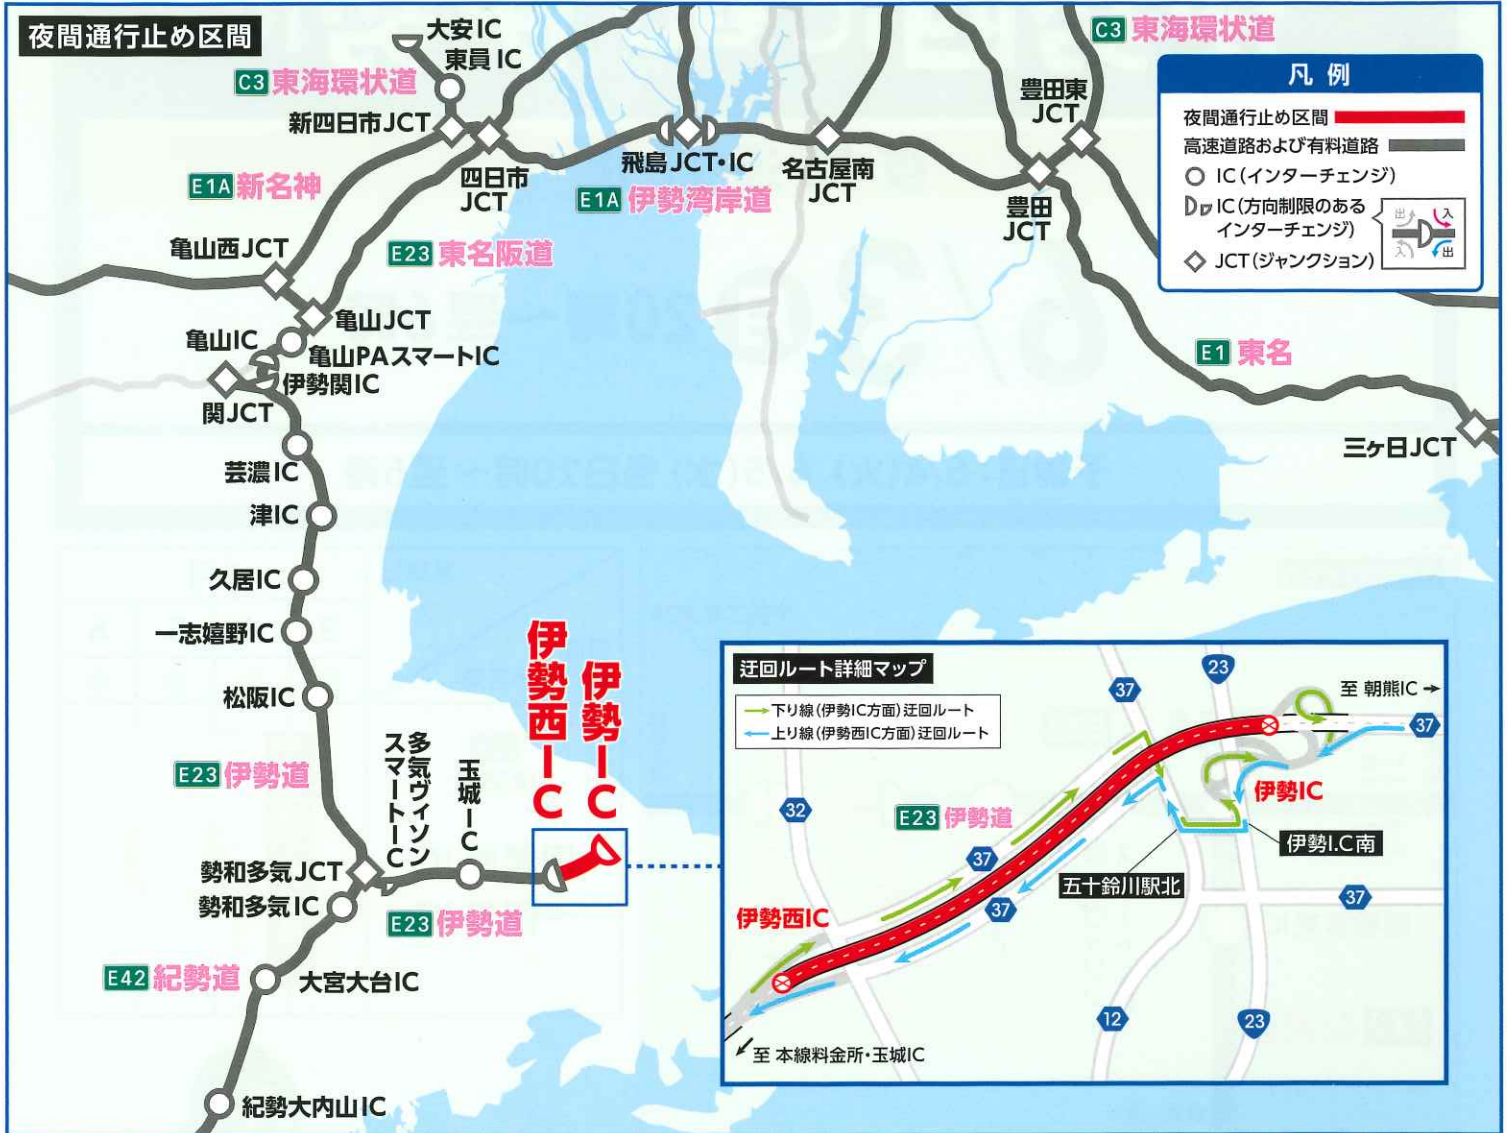 夜間通行止め区間
大安IC
東員IC
C3 東海環状道
新四日市JCT
四日市
JCT
飛島JCT・IC
E1A 伊勢湾岸道
名古屋南
JCT
豊田東
JCT
豊田
JCT
C3 東海環状道
凡例
夜間通行止め区間
高速道路および有料道路
IC(インターチェンジ)
IC(方向制限のある
インターチェンジ)
出
入
入
出
JCT(ジャンクション)
E1A 新名神
亀山西JCT
E23 東名阪道
亀山JCT
亀山IC
亀山PAスマートIC
伊勢関IC
関JCT
E1 東名
三ヶ日JCT
芸濃IC
津IC
久居IC
一志嬉野IC
松阪IC
E23 伊勢道
多気ヴィソン
スマートIC
玉城IC
伊勢西IC
伊勢IC
勢和多気JCT
勢和多気IC
E23 伊勢道
E42 紀勢道
大宮大台IC
紀勢大内山IC
迂回ルート詳細マップ
下り線(伊勢IC方面)迂回ルート
上り線(伊勢西IC方面)迂回ルート
37
23
至 朝熊IC
37
32
E23 伊勢道
伊勢IC
37
伊勢I.C南
五十鈴川駅北
37
37
伊勢西IC
12
23
至 本線料金所・玉城IC